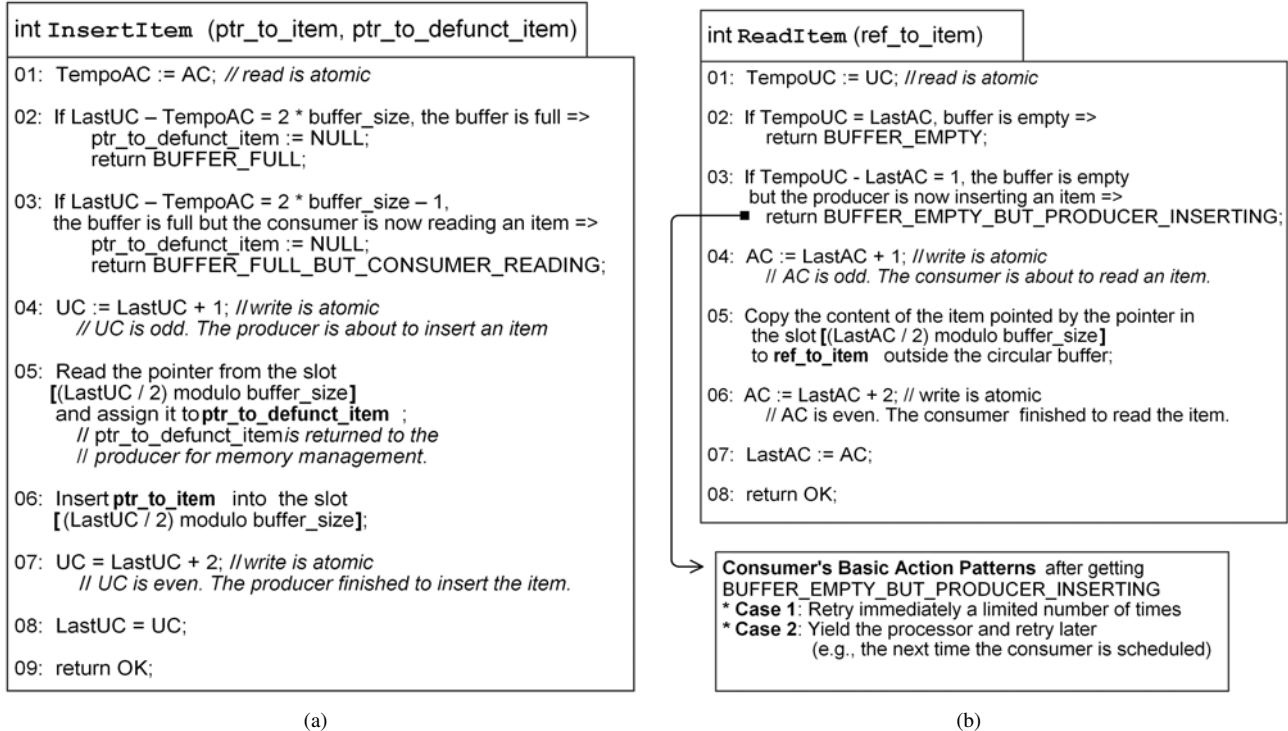 int InsertItem (ptr_to_item, ptr_to_defunct_item)
01: TempoAC := AC; // read is atomic
02: If LastUC – TempoAC = 2 * buffer_size, the buffer is full =>
ptr_to_defunct_item := NULL;
return BUFFER_FULL;
03: If LastUC – TempoAC = 2 * buffer_size – 1,
the buffer is full but the consumer is now reading an item =>
ptr_to_defunct_item := NULL;
return BUFFER_FULL_BUT_CONSUMER_READING;
04: UC := LastUC + 1; // write is atomic
// UC is odd. The producer is about to insert an item
05: Read the pointer from the slot
[(LastUC / 2) modulo buffer_size]
and assign it to ptr_to_defunct_item ;
// ptr_to_defunct_item is returned to the
// producer for memory management.
06: Insert ptr_to_item into the slot
[(LastUC / 2) modulo buffer_size];
07: UC = LastUC + 2; // write is atomic
// UC is even. The producer finished to insert the item.
08: LastUC = UC;
09: return OK;
(a)
int ReadItem (ref_to_item)
01: TempoUC := UC; // read is atomic
02: If TempoUC = LastAC, buffer is empty =>
return BUFFER_EMPTY;
03: If TempoUC - LastAC = 1, the buffer is empty
but the producer is now inserting an item =>
return BUFFER_EMPTY_BUT_PRODUCER_INSERTING;
04: AC := LastAC + 1; // write is atomic
// AC is odd. The consumer is about to read an item.
05: Copy the content of the item pointed by the pointer in
the slot [(LastAC / 2) modulo buffer_size]
to ref_to_item outside the circular buffer;
06: AC := LastAC + 2; // write is atomic
// AC is even. The consumer finished to read the item.
07: LastAC := AC;
08: return OK;
Consumer's Basic Action Patterns after getting
BUFFER_EMPTY_BUT_PRODUCER_INSERTING
* Case 1: Retry immediately a limited number of times
* Case 2: Yield the processor and retry later
(e.g., the next time the consumer is scheduled)
(b)